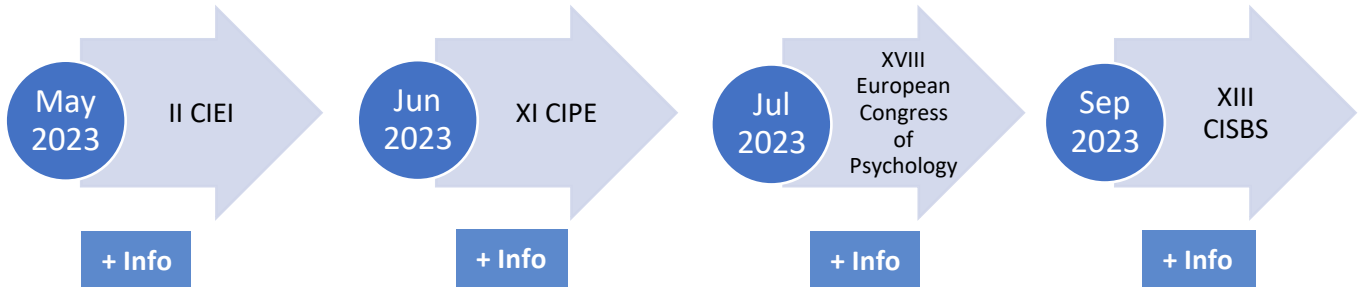 May
2023
II CIEI
Jun
2023
XI CIPE
Jul
2023
XVIII
European
Congress
of
Psychology
Sep
2023
XIII
CISBS
+ Info
+ Info
+ Info
+ Info